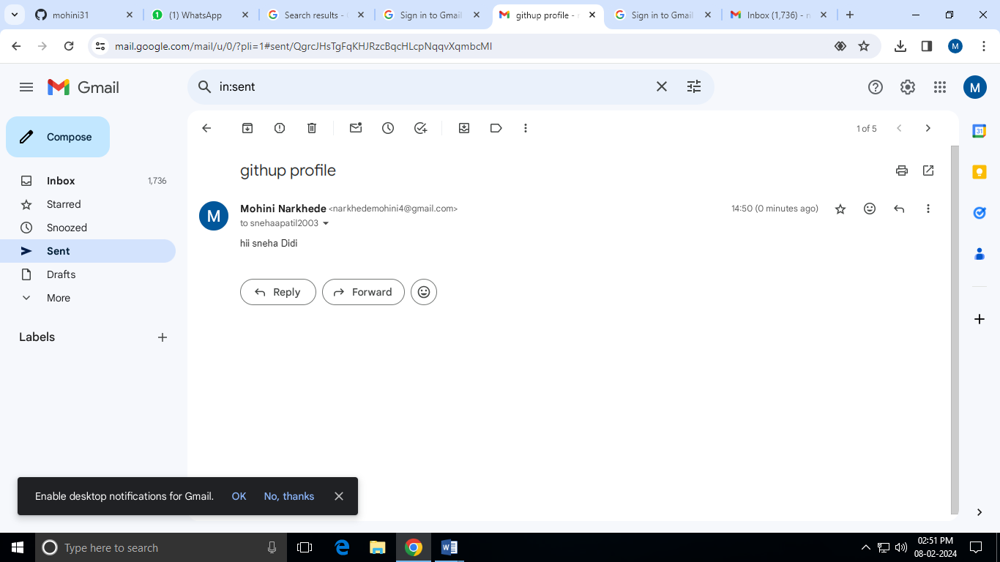 mohini31
(1) WhatsApp
Search results -
Sign in to Gmail
githup profile -
Sign in to Gmail
Inbox (1,736) - n
mail.google.com/mail/u/0/?pli=1#sent/QgrcJHsTgFqKHJRzcBqcHLcpNqqvXqmbcMl
M
Gmail
in:sent
M
Compose
1 of 5
31
Inbox 1,736
githup profile
Starred
Mohini Narkhede <narkhedemohini4@gmail.com> 14:50 (0 minutes ago)
M
to snehaapatil2003
Snoozed
hii sneha Didi
Sent
Drafts
Reply
Forward
More
Labels
Enable desktop notifications for Gmail. OK No, thanks
Type here to search
02:51 PM
08-02-2024